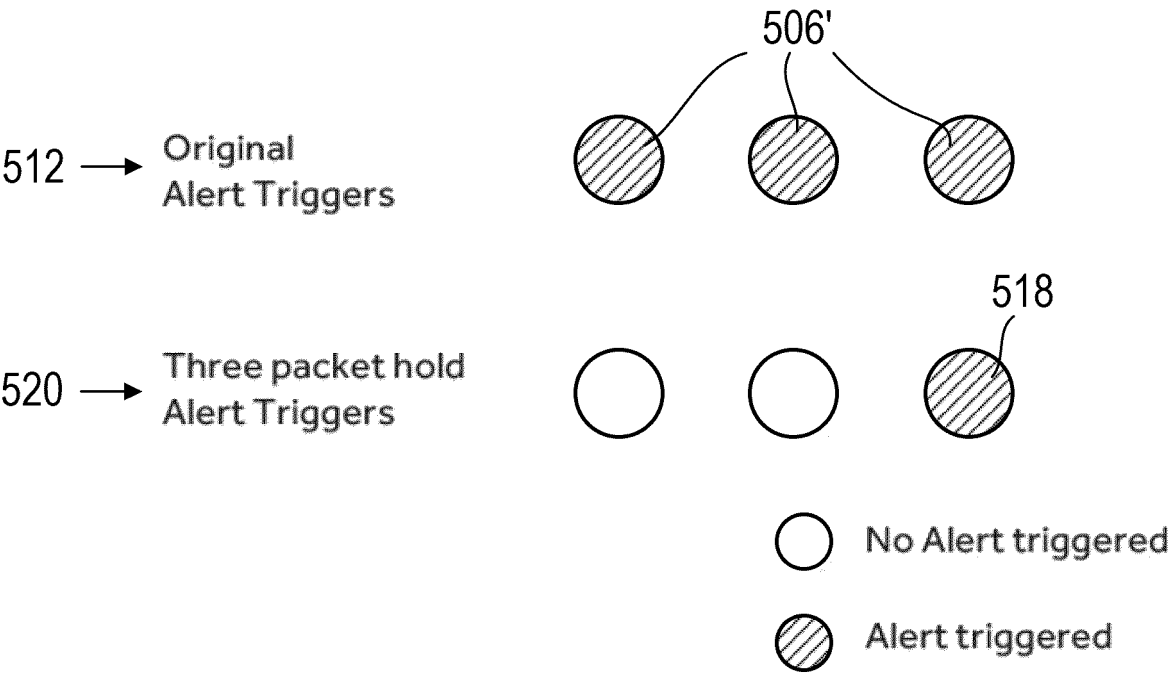 506'
512
Original
Alert Triggers
518
520
Three packet hold
Alert Triggers
No Alert triggered
Alert triggered